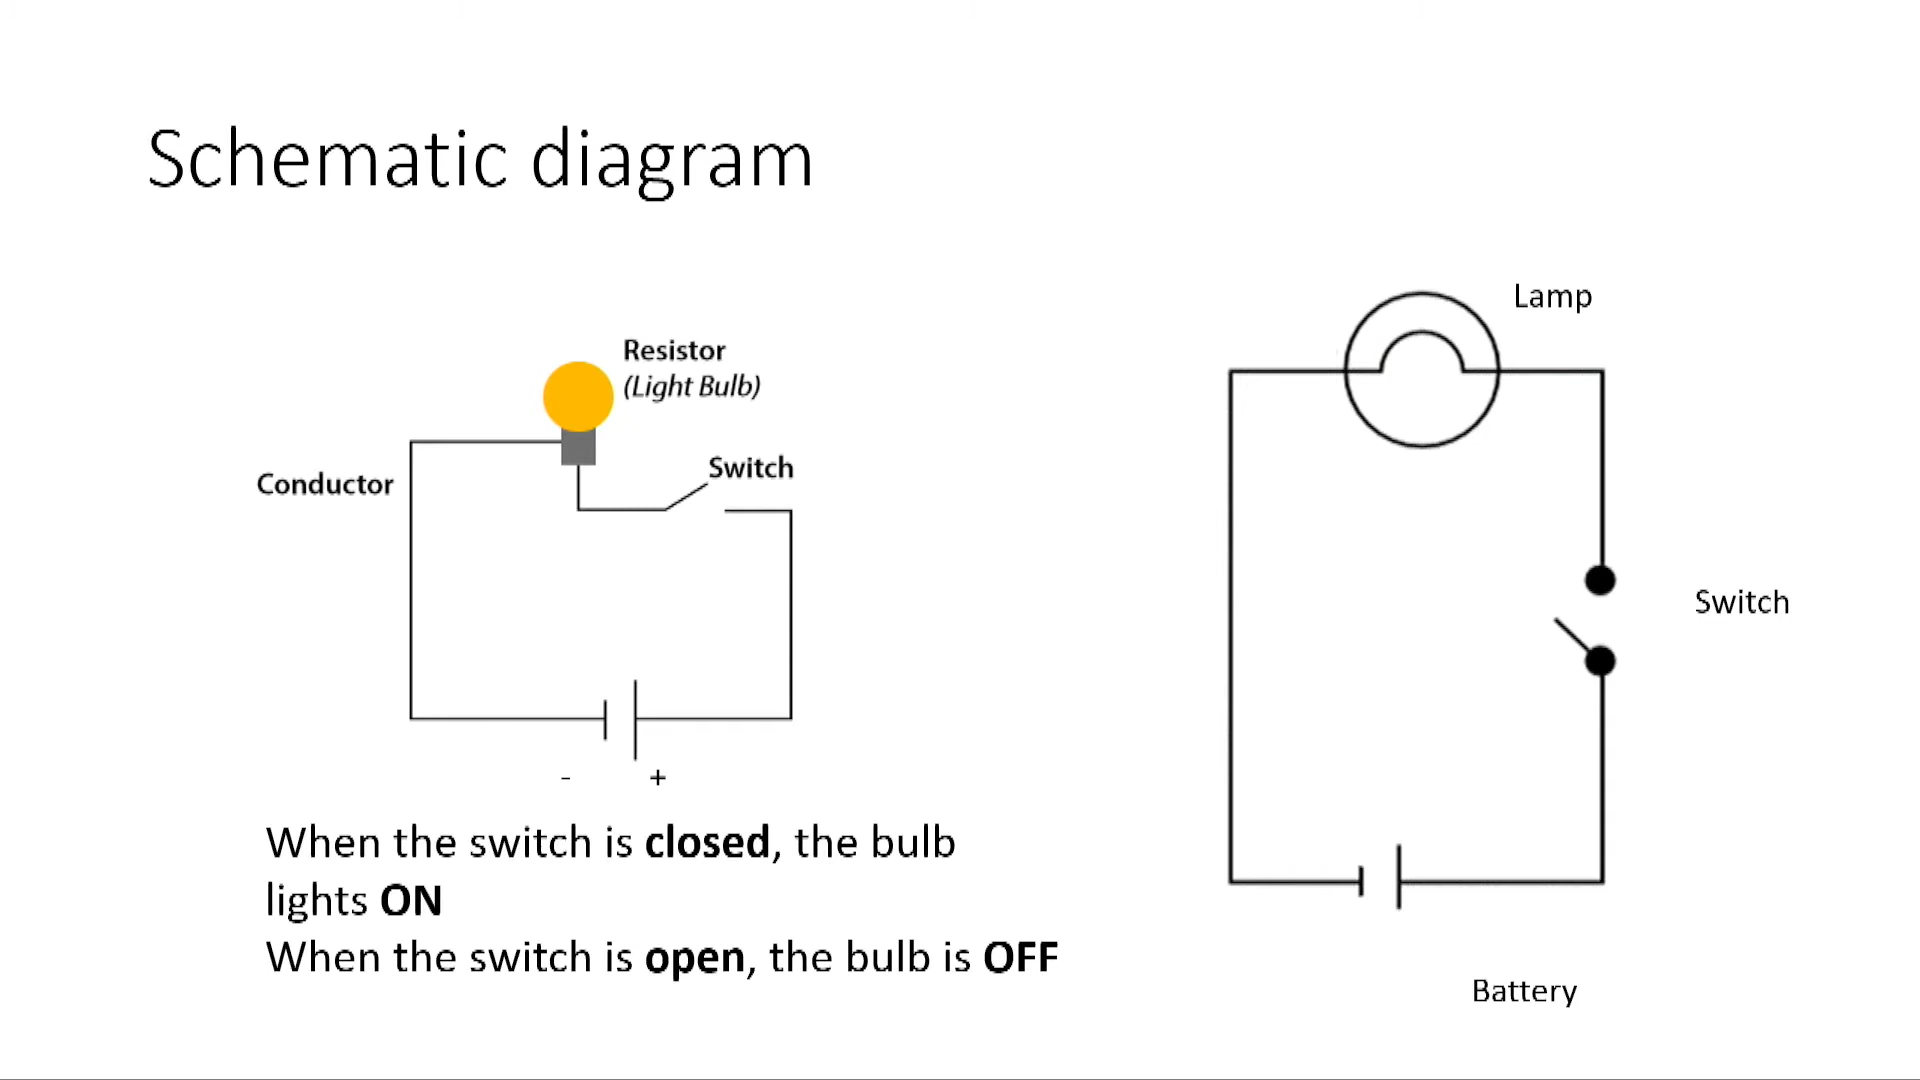 Schematic diagram
Resistor
(Light Bulb)
Conductor
Switch
- +
When the switch is closed, the bulb
lights ON
When the switch is open, the bulb is OFF
Lamp
Switch
Battery